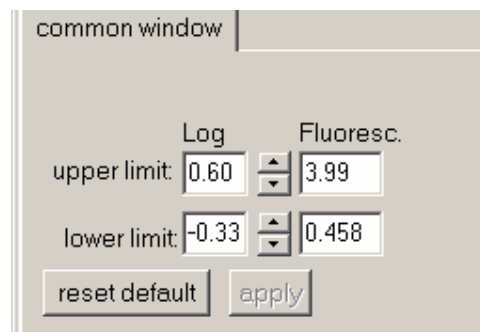 common window
Log Fluoresc.
upper limit: 0.60 3.99
lower limit: -0.33 0.458
reset default apply